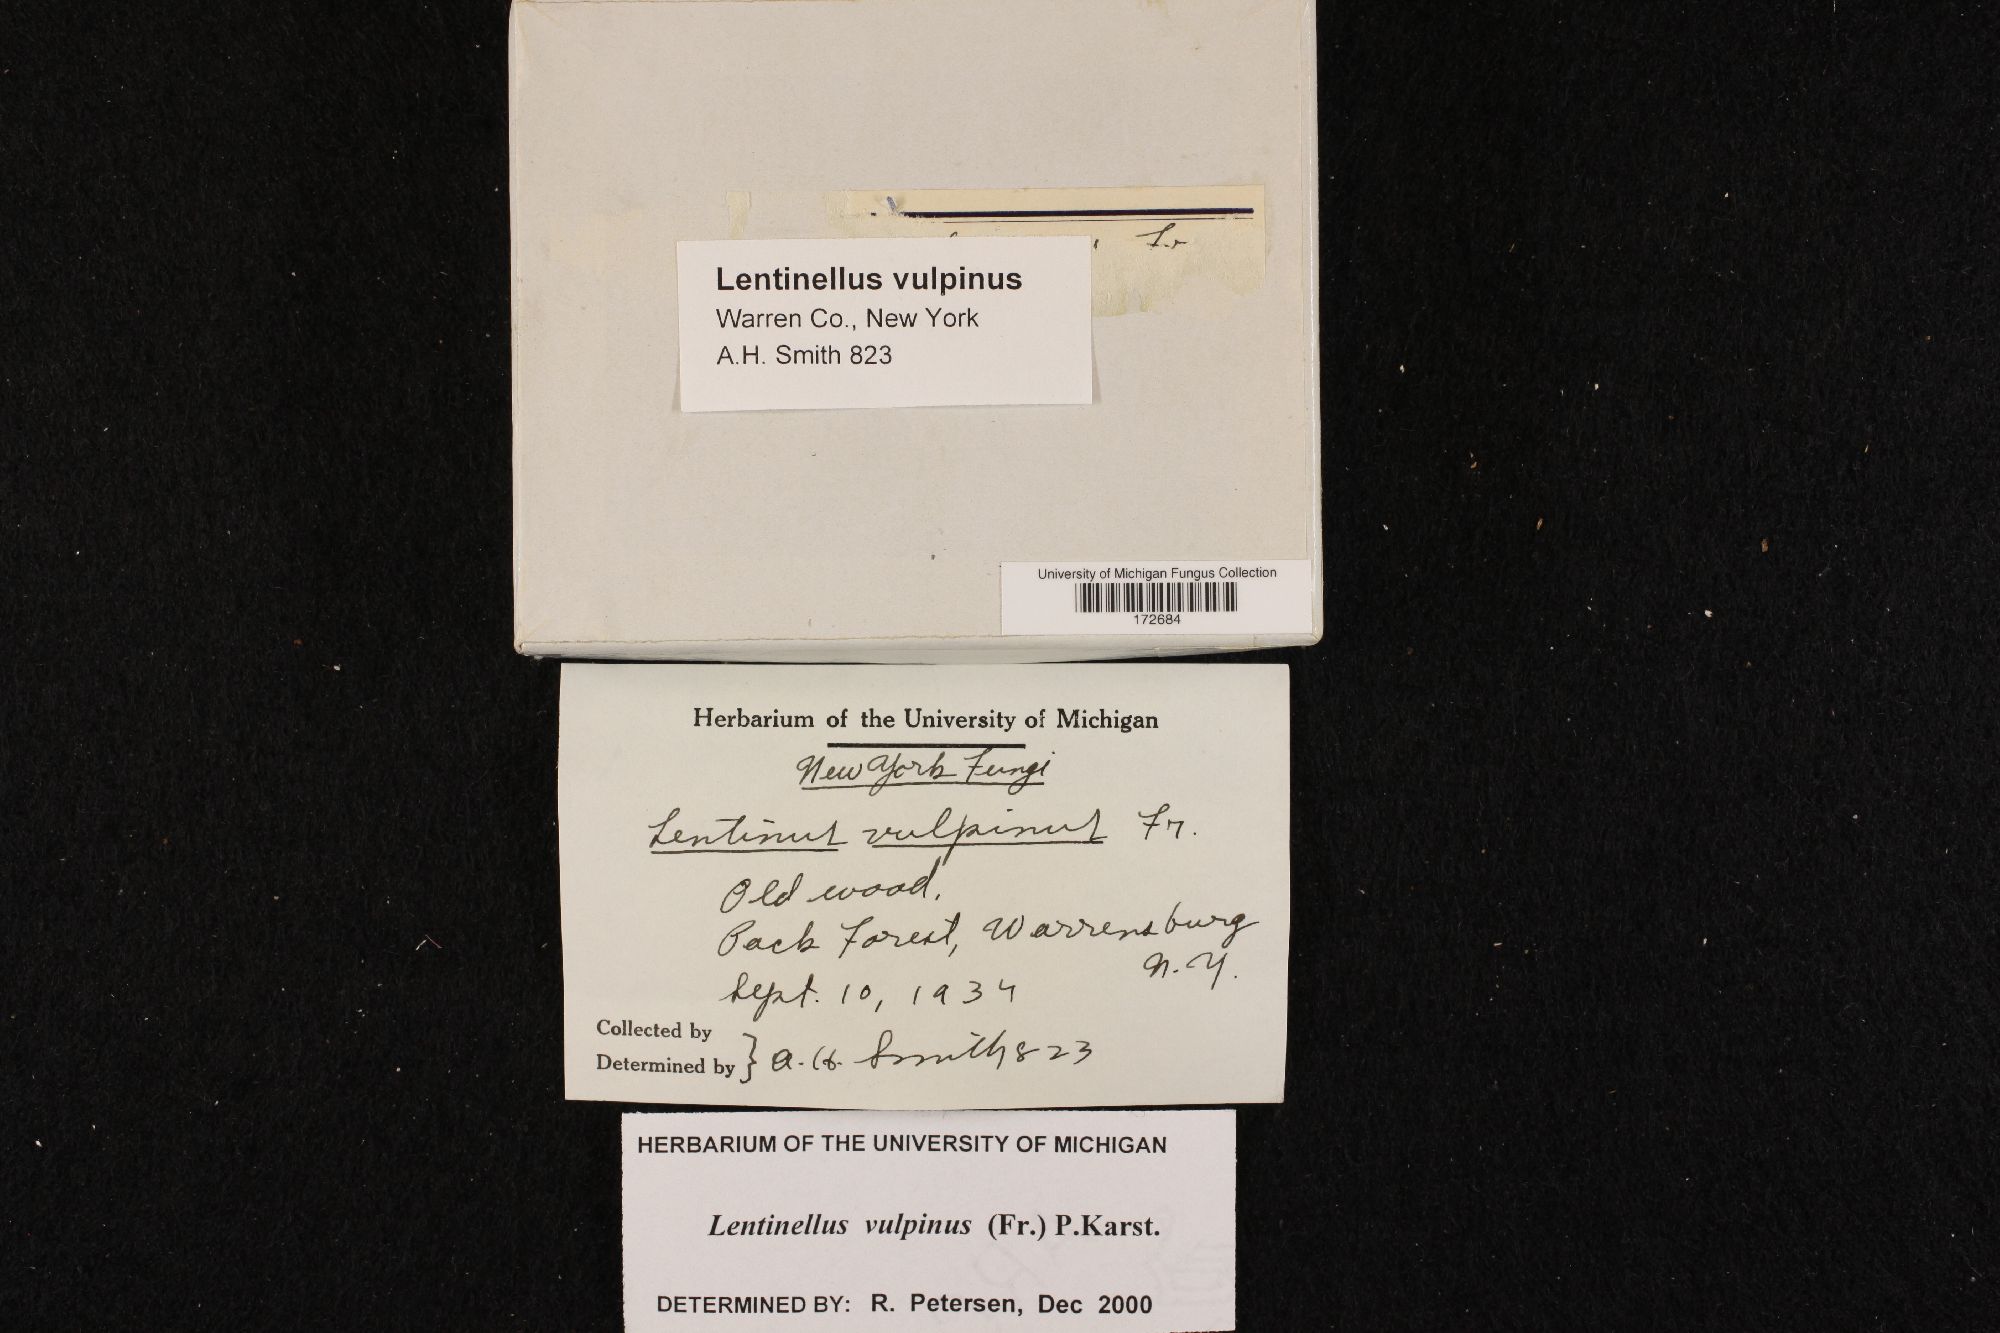 Fr
Lentinellus vulpinus
Warren Co., New York
A.H. Smith 823
University of Michigan Fungus Collection
172684
Herbarium of the University of Michigan
New York Fungi
Lentinus vulpinus Fr.
Old wood.
Pack Forest, Warrensburg
N.Y.
Sept. 10, 1934
Collected by
Determined by } A.H. Smith 823
HERBARIUM OF THE UNIVERSITY OF MICHIGAN
Lentinellus vulpinus (Fr.) P.Karst.
DETERMINED BY: R. Petersen, Dec 2000